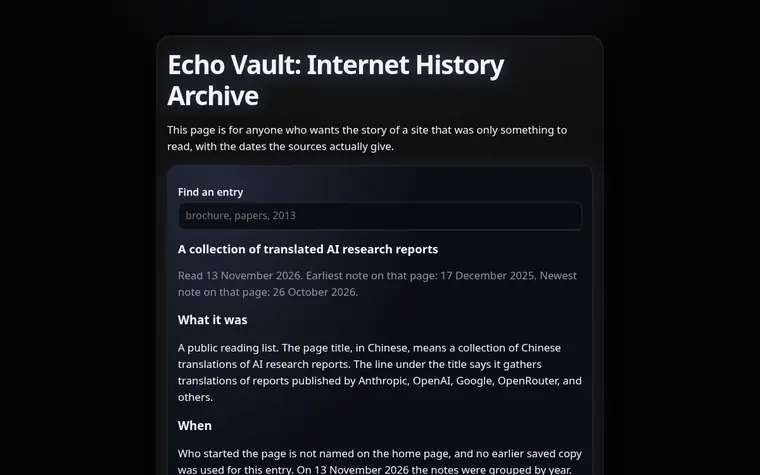 Echo Vault: Internet History
Archive
This page is for anyone who wants the story of a site that was only something to
read, with the dates the sources actually give.
Find an entry
brochure, papers, 2013
A collection of translated AI research reports
Read 13 November 2026. Earliest note on that page: 17 December 2025. Newest
note on that page: 26 October 2026.
What it was
A public reading list. The page title, in Chinese, means a collection of Chinese
translations of AI research reports. The line under the title says it gathers
translations of reports published by Anthropic, OpenAI, Google, OpenRouter, and
others.
When
Who started the page is not named on the home page, and no earlier saved copy
was used for this entry. On 13 November 2026 the notes were grouped by year.